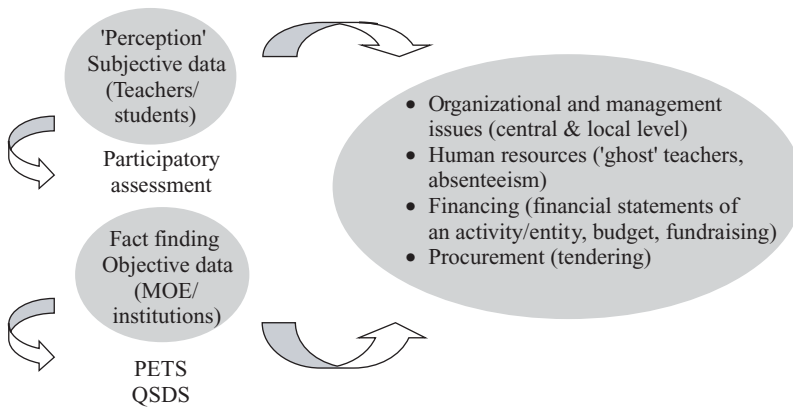 'Perception'
Subjective data
(Teachers/
students)
Participatory
assessment
Fact finding
Objective data
(MOE/
institutions)
PETS
QSDS
• Organizational and management
issues (central & local level)
• Human resources ('ghost' teachers,
absenteeism)
• Financing (financial statements of
an activity/entity, budget, fundraising)
• Procurement (tendering)